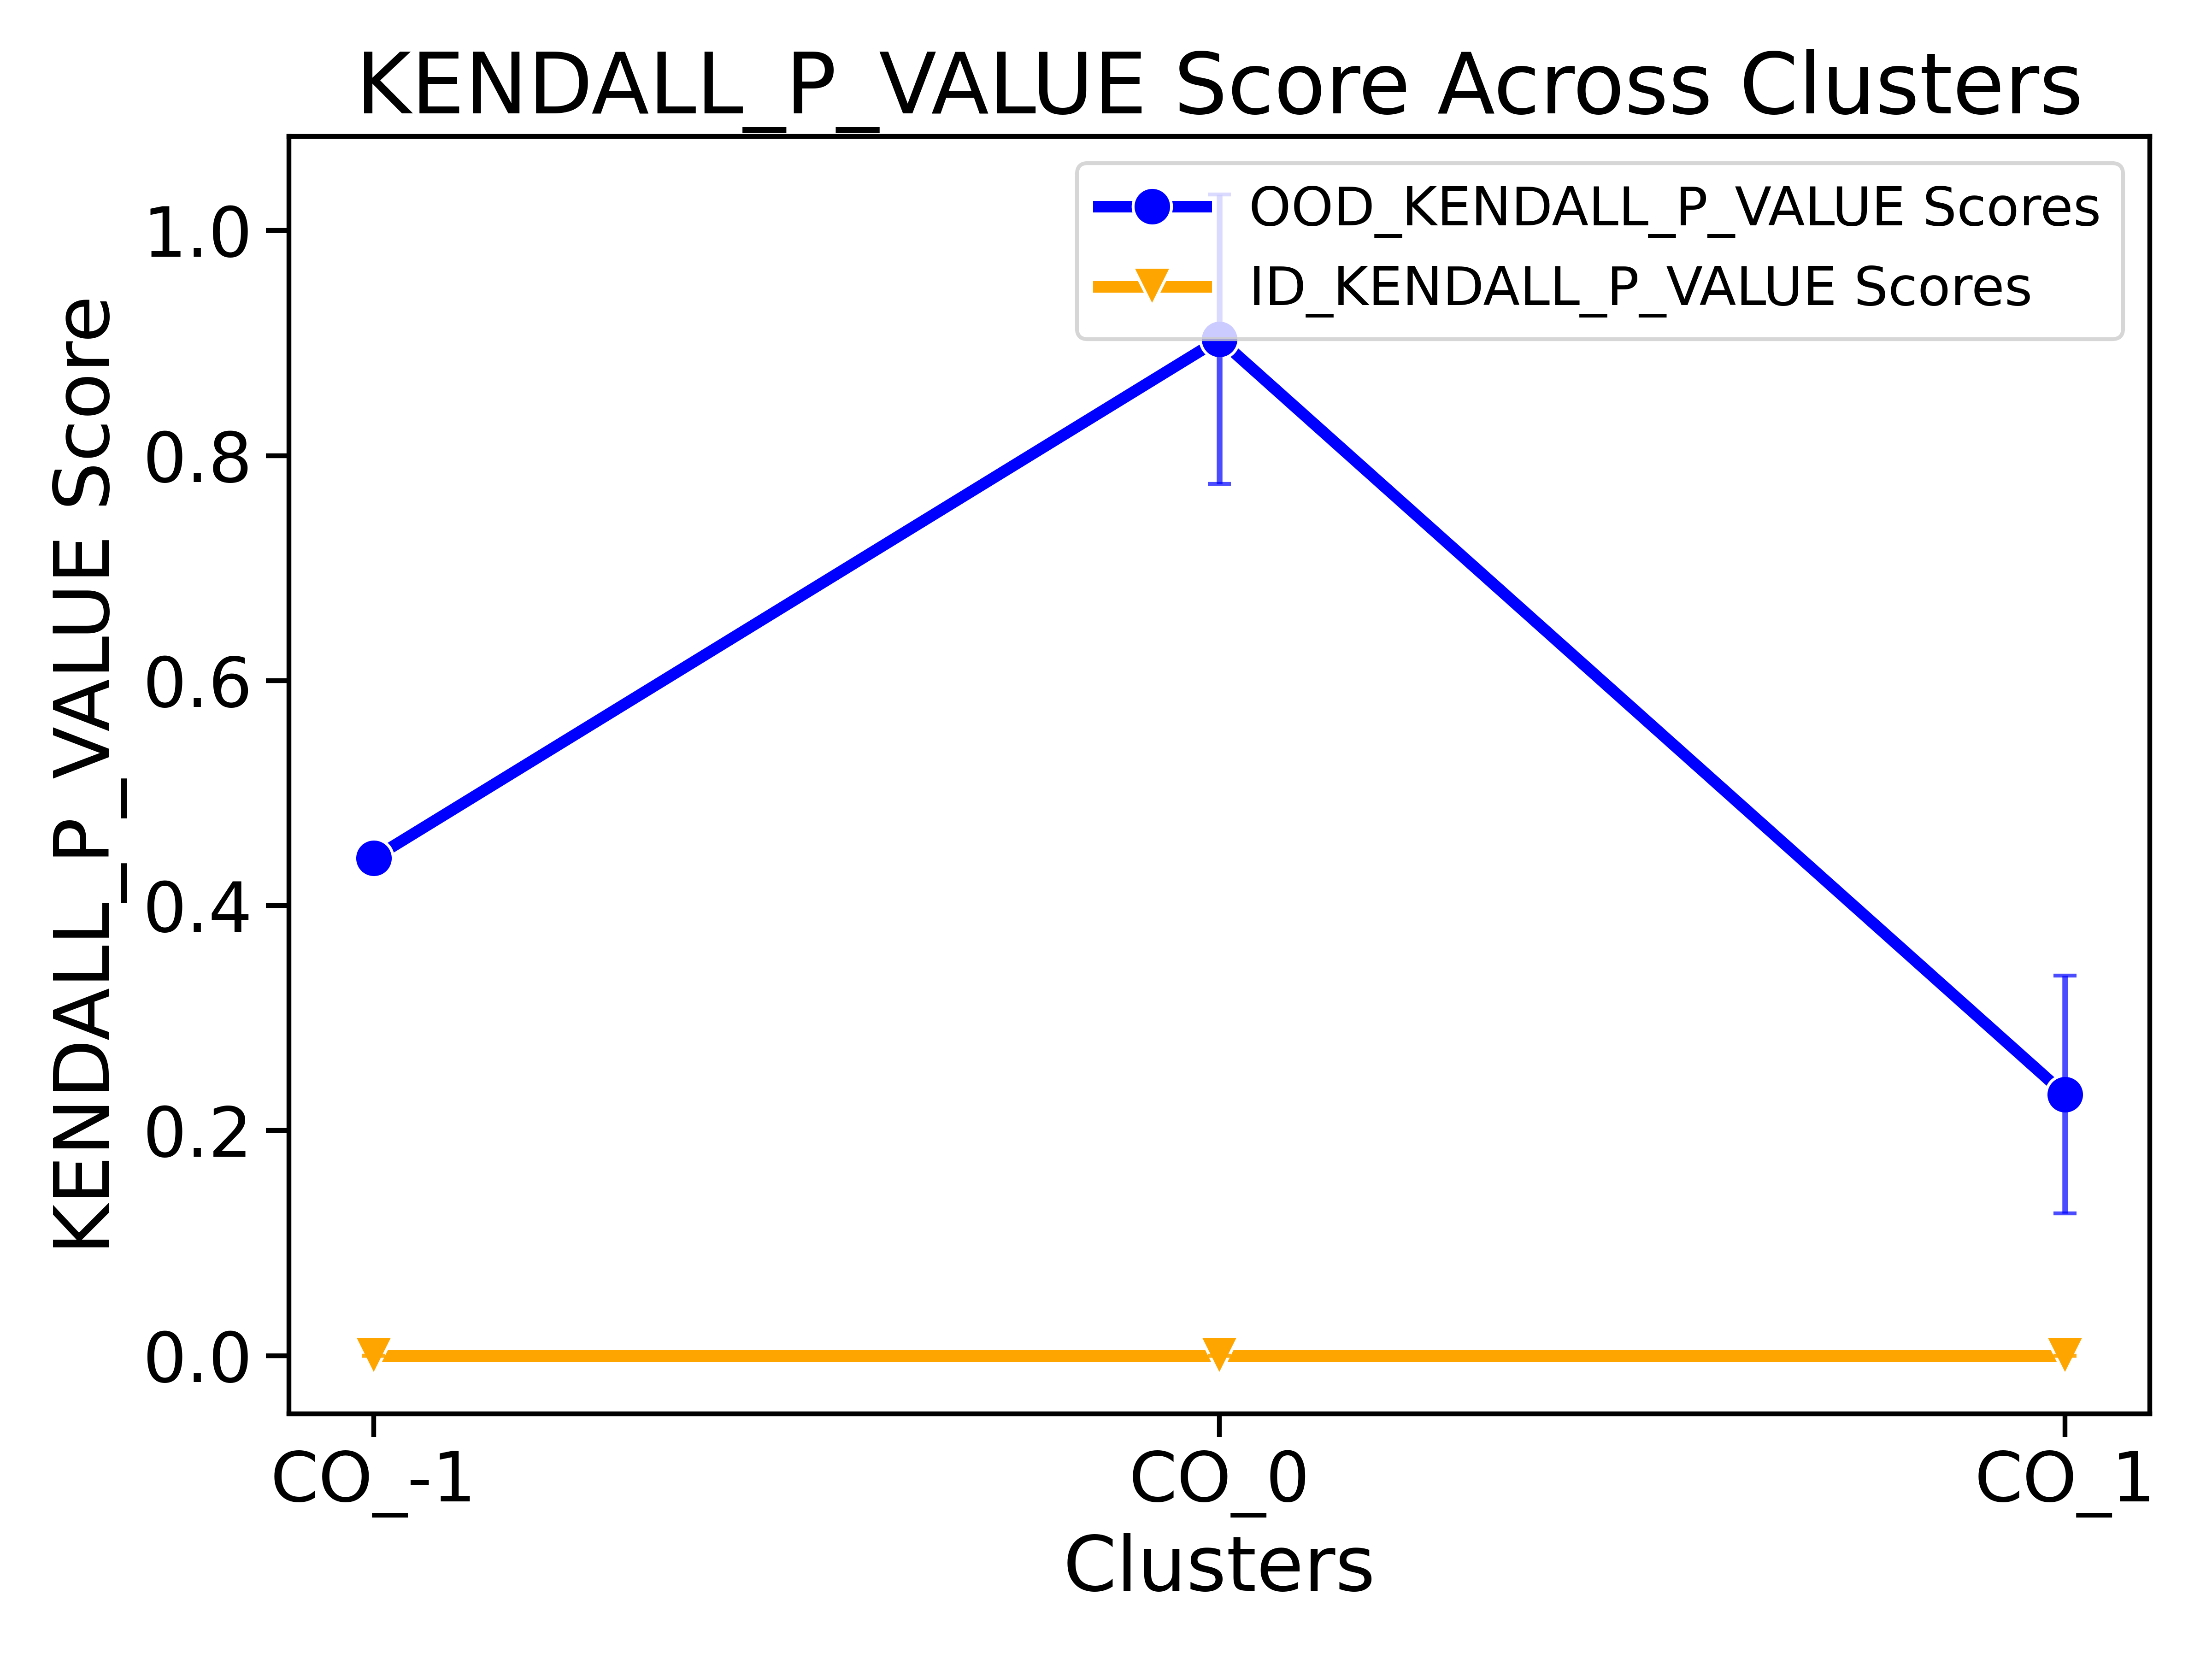 KENDALL_P_VALUE Score Across Clusters
OOD_KENDALL_P_VALUE Scores
ID_KENDALL_P_VALUE Scores
KENDALL_P_VALUE Score
1.0
0.8
0.6
0.4
0.2
0.0
CO_-1
CO_0
CO_1
Clusters